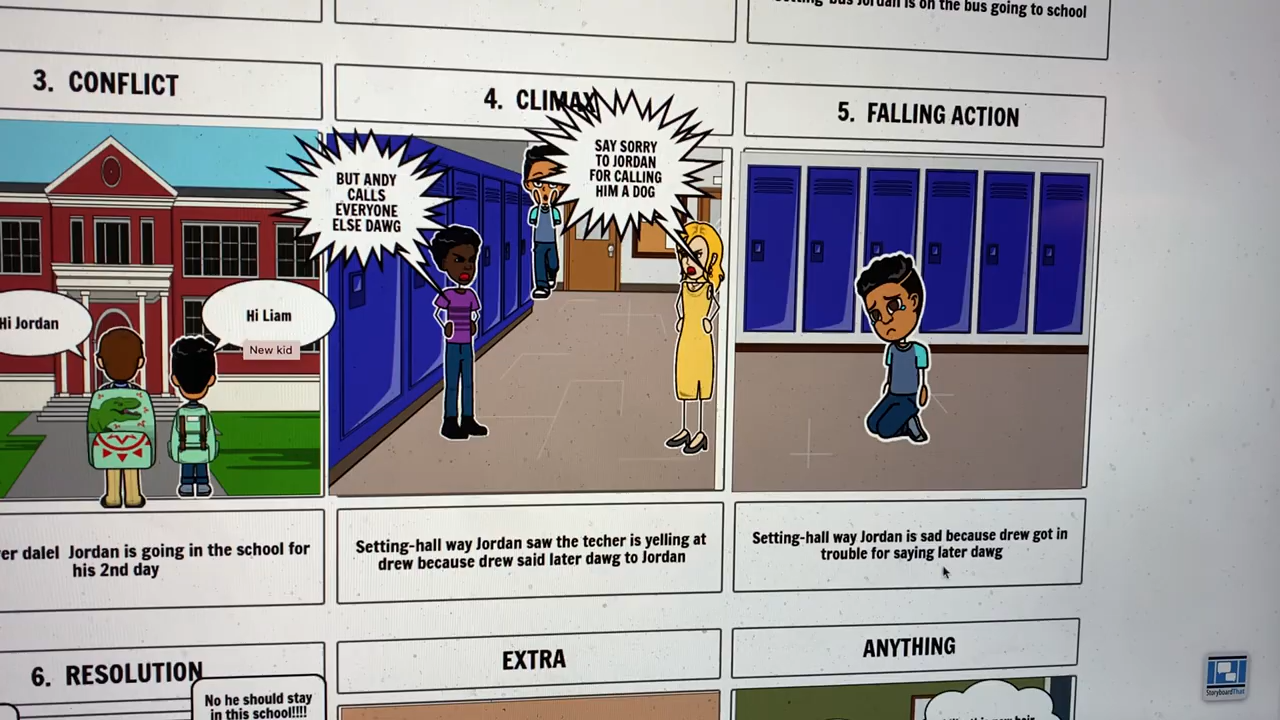 bus Jordan is on the bus going to school
3. CONFLICT
4. CLIMAX
5. FALLING ACTION
BUT ANDY
CALLS
EVERYONE
ELSE DAWG
SAY SORRY
TO JORDAN
FOR CALLING
HIM A DOG
Hi Jordan
Hi Liam
New kid
dalel Jordan is going in the school for
his 2nd day
Setting-hall way Jordan saw the techer is yelling at
drew because drew said later dawg to Jordan
Setting-hall way Jordan is sad because drew got in
trouble for saying later dawg
6. RESOLUTION
EXTRA
ANYTHING
No he should stay
in this school!!!!
StoryboardThat